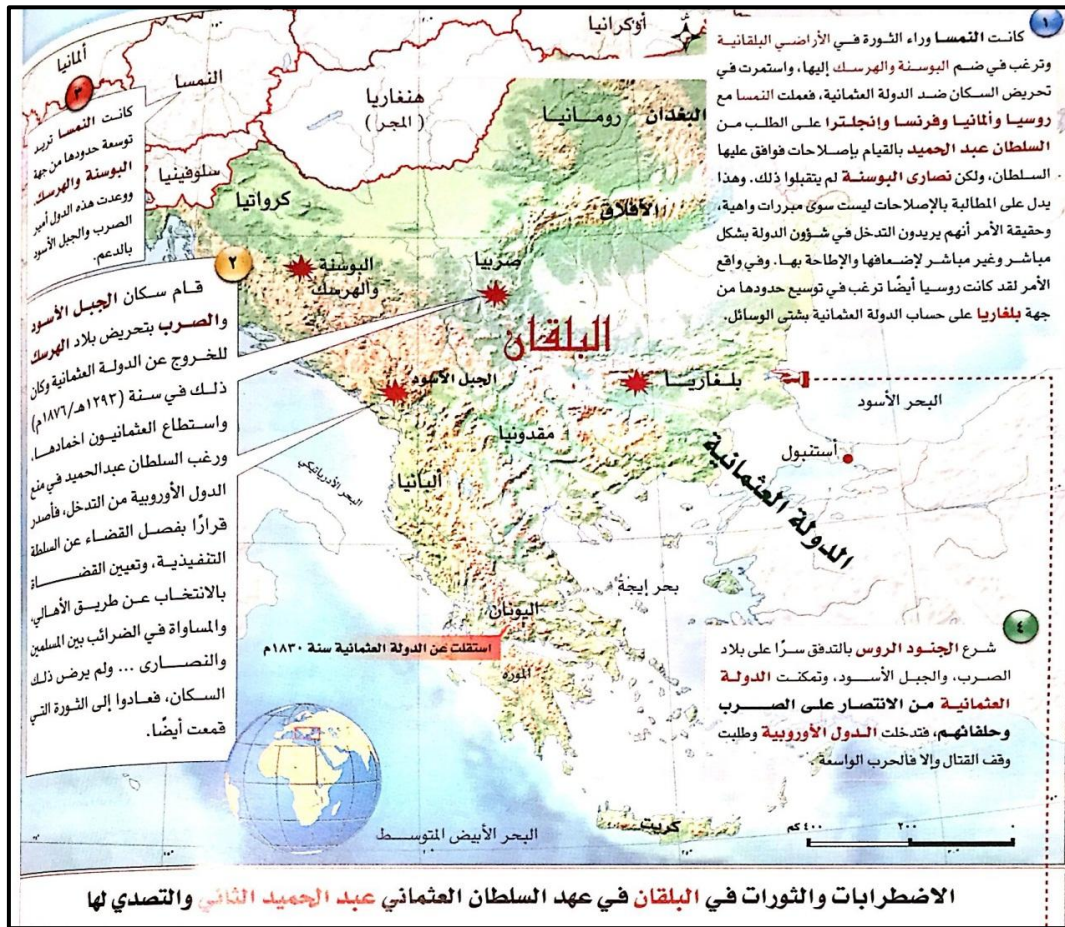 ١
كانت النمسا وراء الثورة في الأراضي البلقانية
وترغب في ضم البوسنة والهرسك إليها، واستمرت في
تحريض السكان ضد الدولة العثمانية، فعملت النمسا مع
روسيا وألمانيا وفرنسا وإنجلترا على الطلب من
السلطان عبد الحميد بالقيام بإصلاحات فوافق عليها
السلطان، ولكن نصارى البوسنة لم يتقبلوا ذلك. وهذا
يدل على المطالبة بالإصلاحات ليست سوى مبررات واهية،
وحقيقة الأمر أنهم يريدون التدخل في شؤون الدولة بشكل
مباشر وغير مباشر لإضعافها والإطاحة بها. وفي واقع
الأمر لقد كانت روسيا أيضًا ترغب في توسيع حدودها من
جهة بلغاريا على حساب الدولة العثمانية بشتى الوسائل.
أوكرانيا
ألمانيا
النمسا
هنغاريا
(المجر)
رومانيا
البغدان
سلوفينيا
كرواتيا
الأفلاق
٣
كانت النمسا تريد
توسعة حدودها من جهة
البوسنة والهرسك.
ووعدت هذه الدول أمير
الصرب والجبل الأسود
بالدعم.
البوسنة
والهرسك
صربيا
البلقان
الجبل الأسود
بلغاريا
البحر الأسود
مقدونيا
أستنبول
ألبانيا
الدولة العثمانية
البحر الأدرياتيكي
بحر إيجة
اليونان
استقلت عن الدولة العثمانية سنة ١٨٣٠م
المورة
كريت
البحر الأبيض المتوسط
٢
قام سكان الجبل الأسود
والصرب بتحريض بلاد الهرسك
للخروج عن الدولة العثمانية وكان
ذلك في سنة (١٢٩٣هـ/١٨٧٦م)
واستطاع العثمانيون اخمادها.
ورغب السلطان عبدالحميد في منع
الدول الأوروبية من التدخل، فأصدر
قرارًا بفصل القضاء عن السلطة
التنفيذية، وتعيين القضاة
بالانتخاب عن طريق الأهالي،
والمساواة في الضرائب بين المسلمين
والنصارى ... ولم يرض ذلك
السكان، فعادوا إلى الثورة التي
قمعت أيضًا.
٤
شرع الجنود الروس بالتدفق سرًا على بلاد
الصرب، والجبل الأسود، وتمكنت الدولة
العثمانية من الانتصار على الصرب
وحلفائهم، فتدخلت الدول الأوروبية وطلبت
وقف القتال وإلا فالحرب الواسعة.
٠ ٢٠٠ ٤٠٠ كم
الاضطرابات والثورات في البلقان في عهد السلطان العثماني عبد الحميد الثاني والتصدي لها